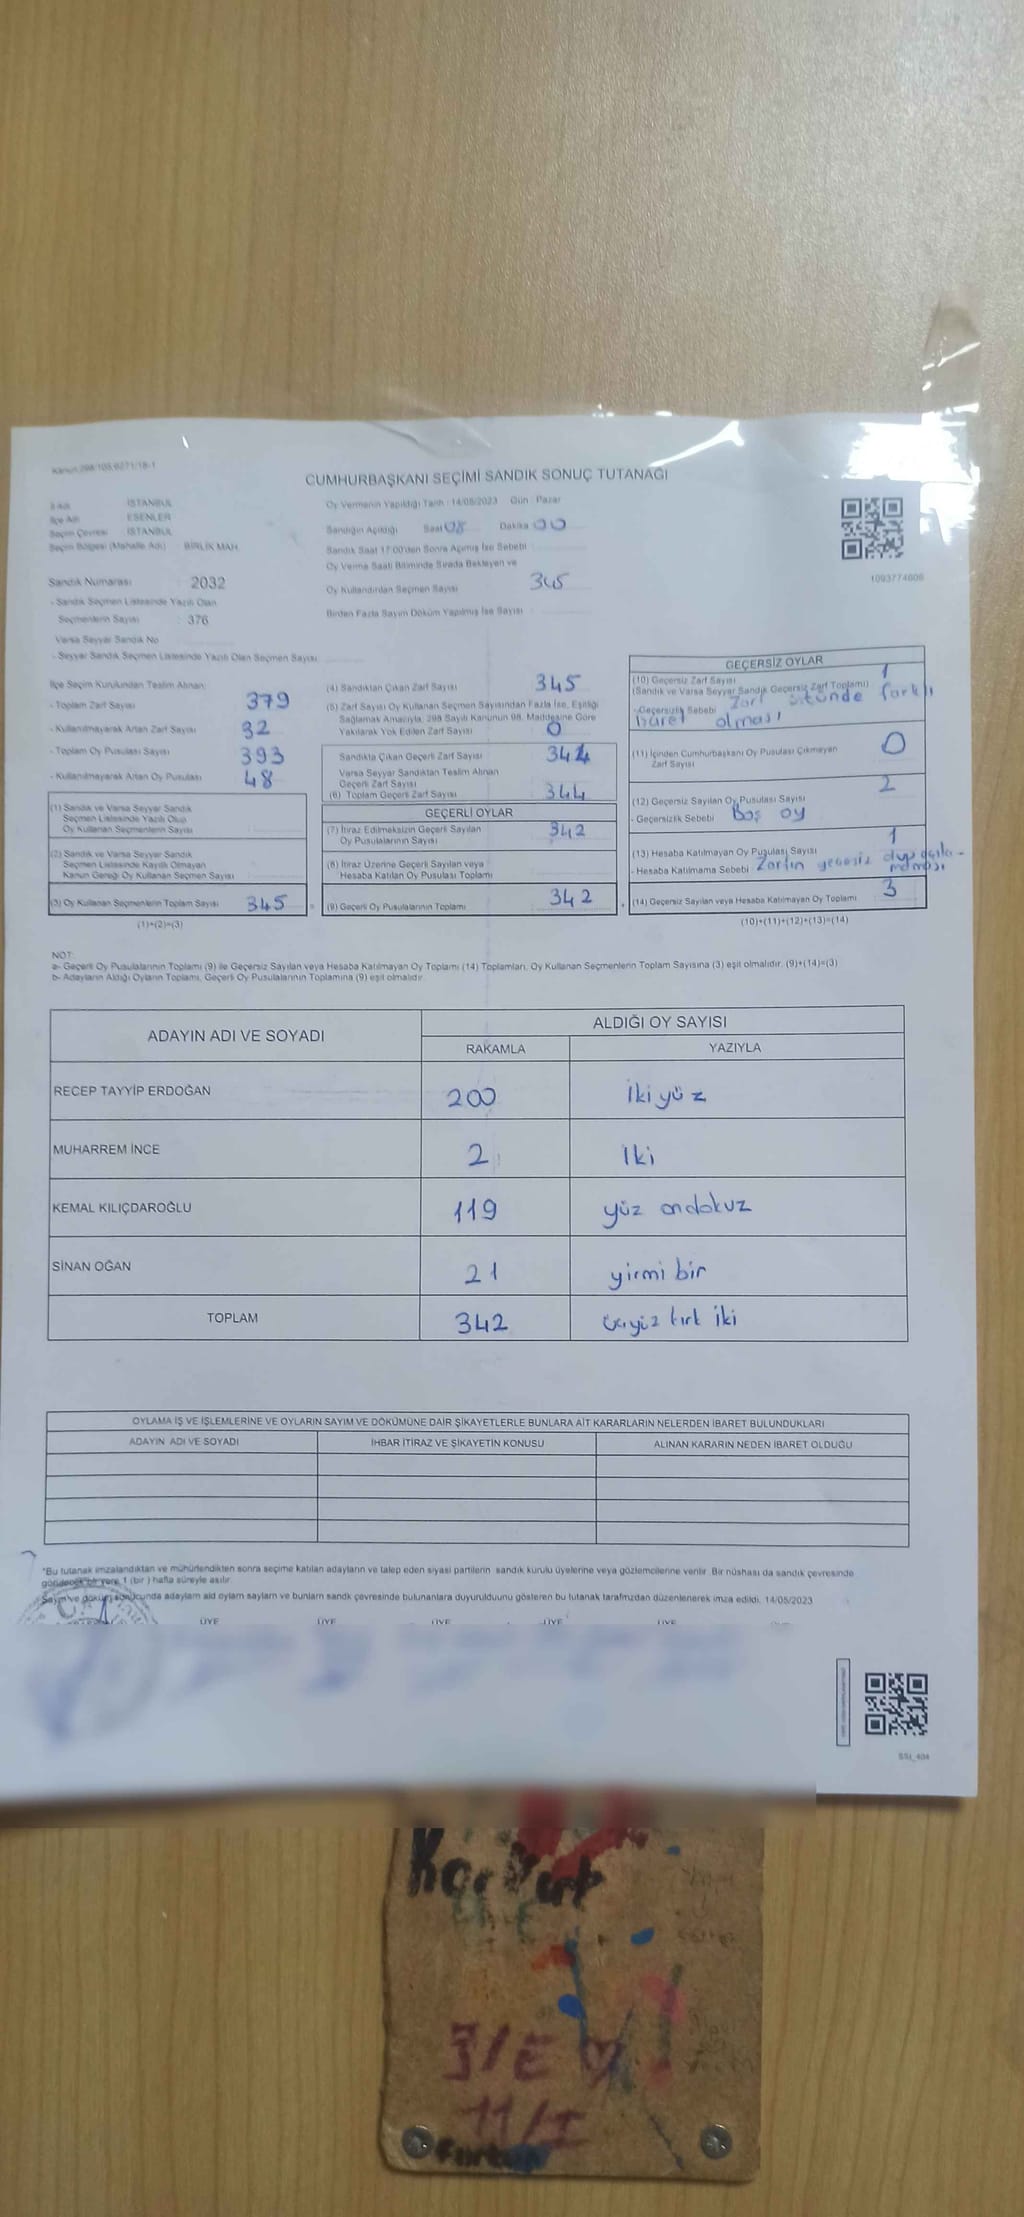 Kanun:298/105,6271/18-1
CUMHURBAŞKANI SEÇİMİ SANDIK SONUÇ TUTANAĞI
İl Adı İSTANBUL
İlçe Adı ESENLER
Seçim Çevresi İSTANBUL
Seçim Bölgesi (Mahalle Adı) BİRLİK MAH.
Sandık Numarası : 2032
- Sandık Seçmen Listesinde Yazılı Olan
Seçmenlerin Sayısı : 376
Varsa Seyyar Sandık No
- Seyyar Sandık Seçmen Listesinde Yazılı Olan Seçmen Sayısı
Oy Vermenin Yapıldığı Tarih : 14/05/2023 Gün : Pazar
Sandığın Açıldığı Saat 08 Dakika 00
Sandık Saat 17:00'den Sonra Açılmış İse Sebebi
Oy Verme Saati Bitiminde Sırada Bekleyen ve
Oy Kullandırılan Seçmen Sayısı 345
Birden Fazla Sayım Döküm Yapılmış İse Sayısı
1093774606
İlçe Seçim Kurulundan Teslim Alınan:
- Toplam Zarf Sayısı 379
- Kullanılmayarak Artan Zarf Sayısı 32
- Toplam Oy Pusulası Sayısı 393
- Kullanılmayarak Artan Oy Pusulası 48
(1) Sandık ve Varsa Seyyar Sandık
Seçmen Listesinde Yazılı Olup
Oy Kullanan Seçmenlerin Sayısı
(2) Sandık ve Varsa Seyyar Sandık
Seçmen Listesinde Kayıtlı Olmayan
Kanun Gereği Oy Kullanan Seçmen Sayısı
(3) Oy Kullanan Seçmenlerin Toplam Sayısı 345
(1)+(2)=(3)
(4) Sandıktan Çıkan Zarf Sayısı 345
(5) Zarf Sayısı Oy Kullanan Seçmen Sayısından Fazla İse, Eşitliği
Sağlamak Amacıyla, 298 Sayılı Kanunun 98. Maddesine Göre
Yakılarak Yok Edilen Zarf Sayısı 0
Sandıkta Çıkan Geçerli Zarf Sayısı 344
Varsa Seyyar Sandıktan Teslim Alınan
Geçerli Zarf Sayısı
(6) Toplam Geçerli Zarf Sayısı 344
GEÇERLİ OYLAR
(7) İtiraz Edilmeksizin Geçerli Sayılan
Oy Pusulalarının Sayısı 342
(8) İtiraz Üzerine Geçerli Sayılan veya
Hesaba Katılan Oy Pusulası Toplamı
(9) Geçerli Oy Pusulalarının Toplamı 342
GEÇERSİZ OYLAR
(10) Geçersiz Zarf Sayısı 1
(Sandık ve Varsa Seyyar Sandık Geçersiz Zarf Toplamı)
-Geçersizlik Sebebi Zarf üstünde farklı
ibaret olması
(11) İçinden Cumhurbaşkanı Oy Pusulası Çıkmayan
Zarf Sayısı 0
(12) Geçersiz Sayılan Oy Pusulası Sayısı 2
- Geçersizlik Sebebi Boş oy
(13) Hesaba Katılmayan Oy Pusulası Sayısı 1
- Hesaba Katılmama Sebebi Zarfın geçersiz
(14) Geçersiz Sayılan veya Hesaba Katılmayan Oy Toplamı 3
(10)+(11)+(12)+(13)=(14)
NOT:
a- Geçerli Oy Pusulalarının Toplamı (9) ile Geçersiz Sayılan veya Hesaba Katılmayan Oy Toplamı (14) Toplamları, Oy Kullanan Seçmenlerin Toplam Sayısına (3) eşit olmalıdır. (9)+(14)=(3)
b- Adayların Aldığı Oyların Toplamı, Geçerli Oy Pusulalarının Toplamına (9) eşit olmalıdır.
ADAYIN ADI VE SOYADI ALDIĞI OY SAYISI
RAKAMLA YAZIYLA
RECEP TAYYİP ERDOĞAN 200 İki yüz
MUHARREM İNCE 2 İki
KEMAL KILIÇDAROĞLU 119 yüz ondokuz
SİNAN OĞAN 21 yirmi bir
TOPLAM 342 üçyüz kırk iki
OYLAMA İŞ VE İŞLEMLERİNE VE OYLARIN SAYIM VE DÖKÜMÜNE DAİR ŞİKAYETLERLE BUNLARA AİT KARARLARIN NELERDEN İBARET BULUNDUKLARI
ADAYIN ADI VE SOYADI İHBAR İTİRAZ VE ŞİKAYETİN KONUSU ALINAN KARARIN NEDEN İBARET OLDUĞU
*Bu tutanak imzalandıktan ve mühürlendikten sonra seçime katılan adayların ve talep eden siyasi partilerin sandık kurulu üyelerine veya gözlemcilerine verilir. Bir nüshası da sandık çevresinde
görülecek bir yere 1 (bir ) hafta süreyle asılır.
Sayım ve döküm sonucunda adayların aldı oyların sayıların ve bunların sandk çevresinde bulunanlara duyurulduunu gösteren bu tutanak tarafmzdan düzenlenerek imza edildi. 14/05/2023
ÜYE ÜYE ÜYE ÜYE ÜYE
SSt_404
Korkut
3/E
11/I
Furkan